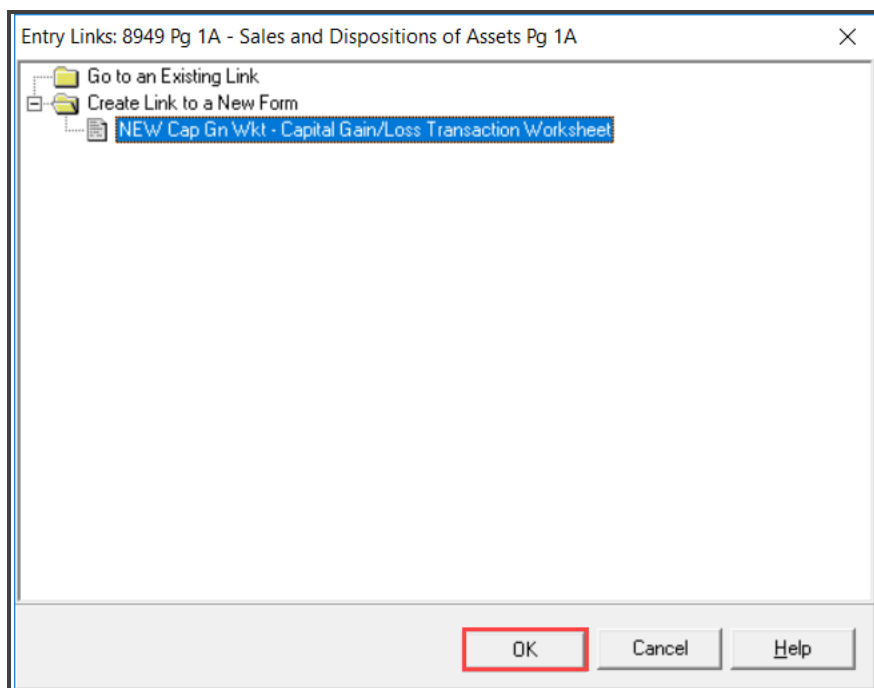 Entry Links: 8949 Pg 1A - Sales and Dispositions of Assets Pg 1A
Go to an Existing Link
Create Link to a New Form
NEW Cap Gn Wkt - Capital Gain/Loss Transaction Worksheet
OK Cancel Help